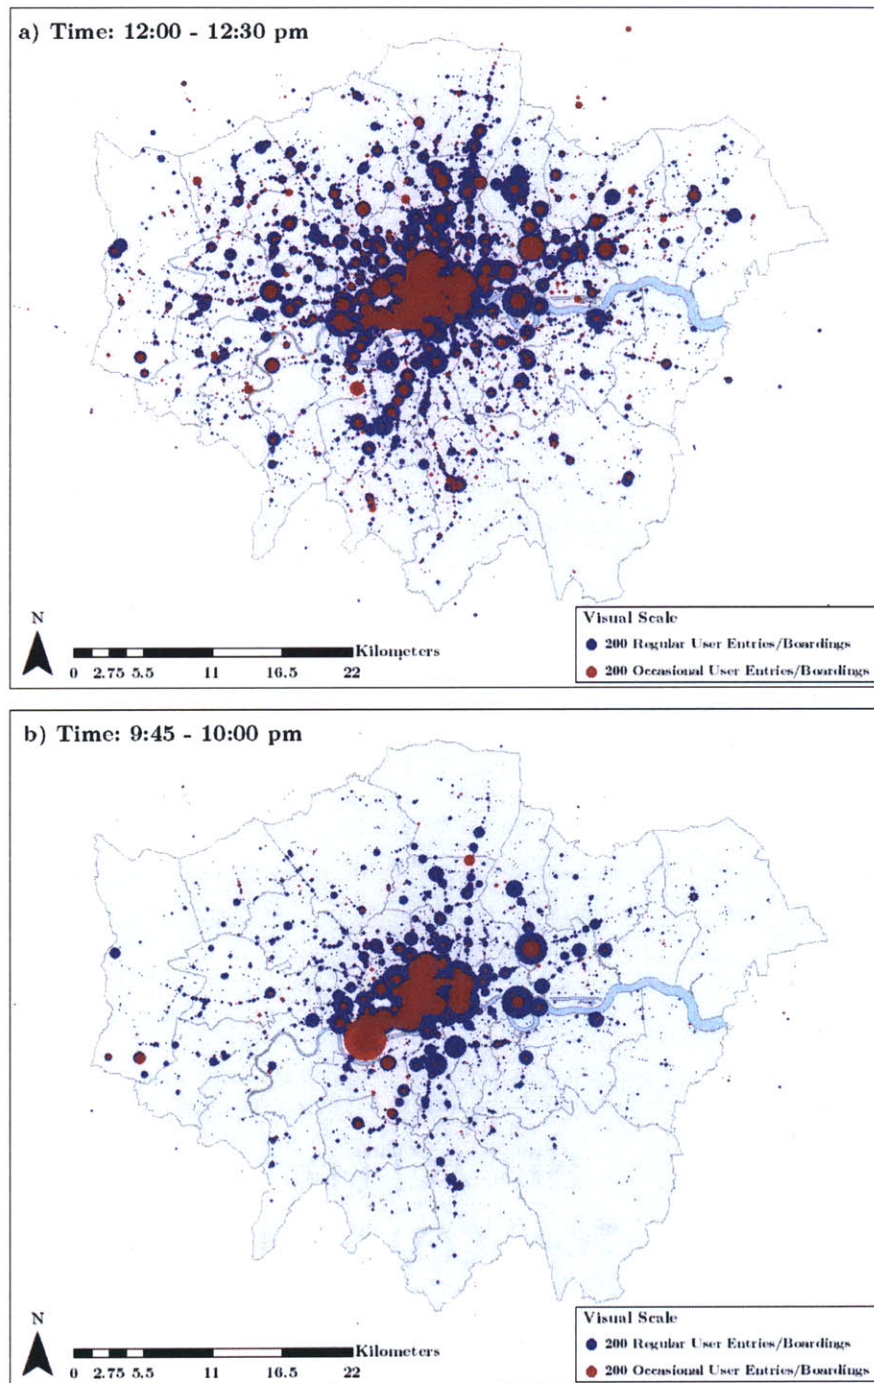 a) Time: 12:00 - 12:30 pm
N
Kilometers
0 2.75 5.5 11 16.5 22
Visual Scale
200 Regular User Entries/Boardings
200 Occasional User Entries/Boardings
b) Time: 9:45 - 10:00 pm
N
Kilometers
0 2.75 5.5 11 16.5 22
Visual Scale
200 Regular User Entries/Boardings
200 Occasional User Entries/Boardings